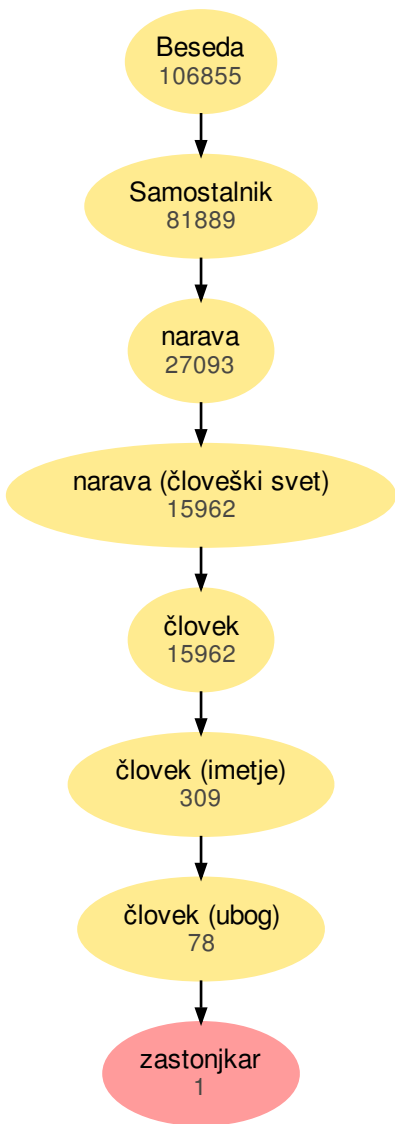 Beseda
106855
Samostalnik
81889
narava
27093
narava (človeški svet)
15962
človek
15962
človek (imetje)
309
človek (ubog)
78
zastonjkar
1